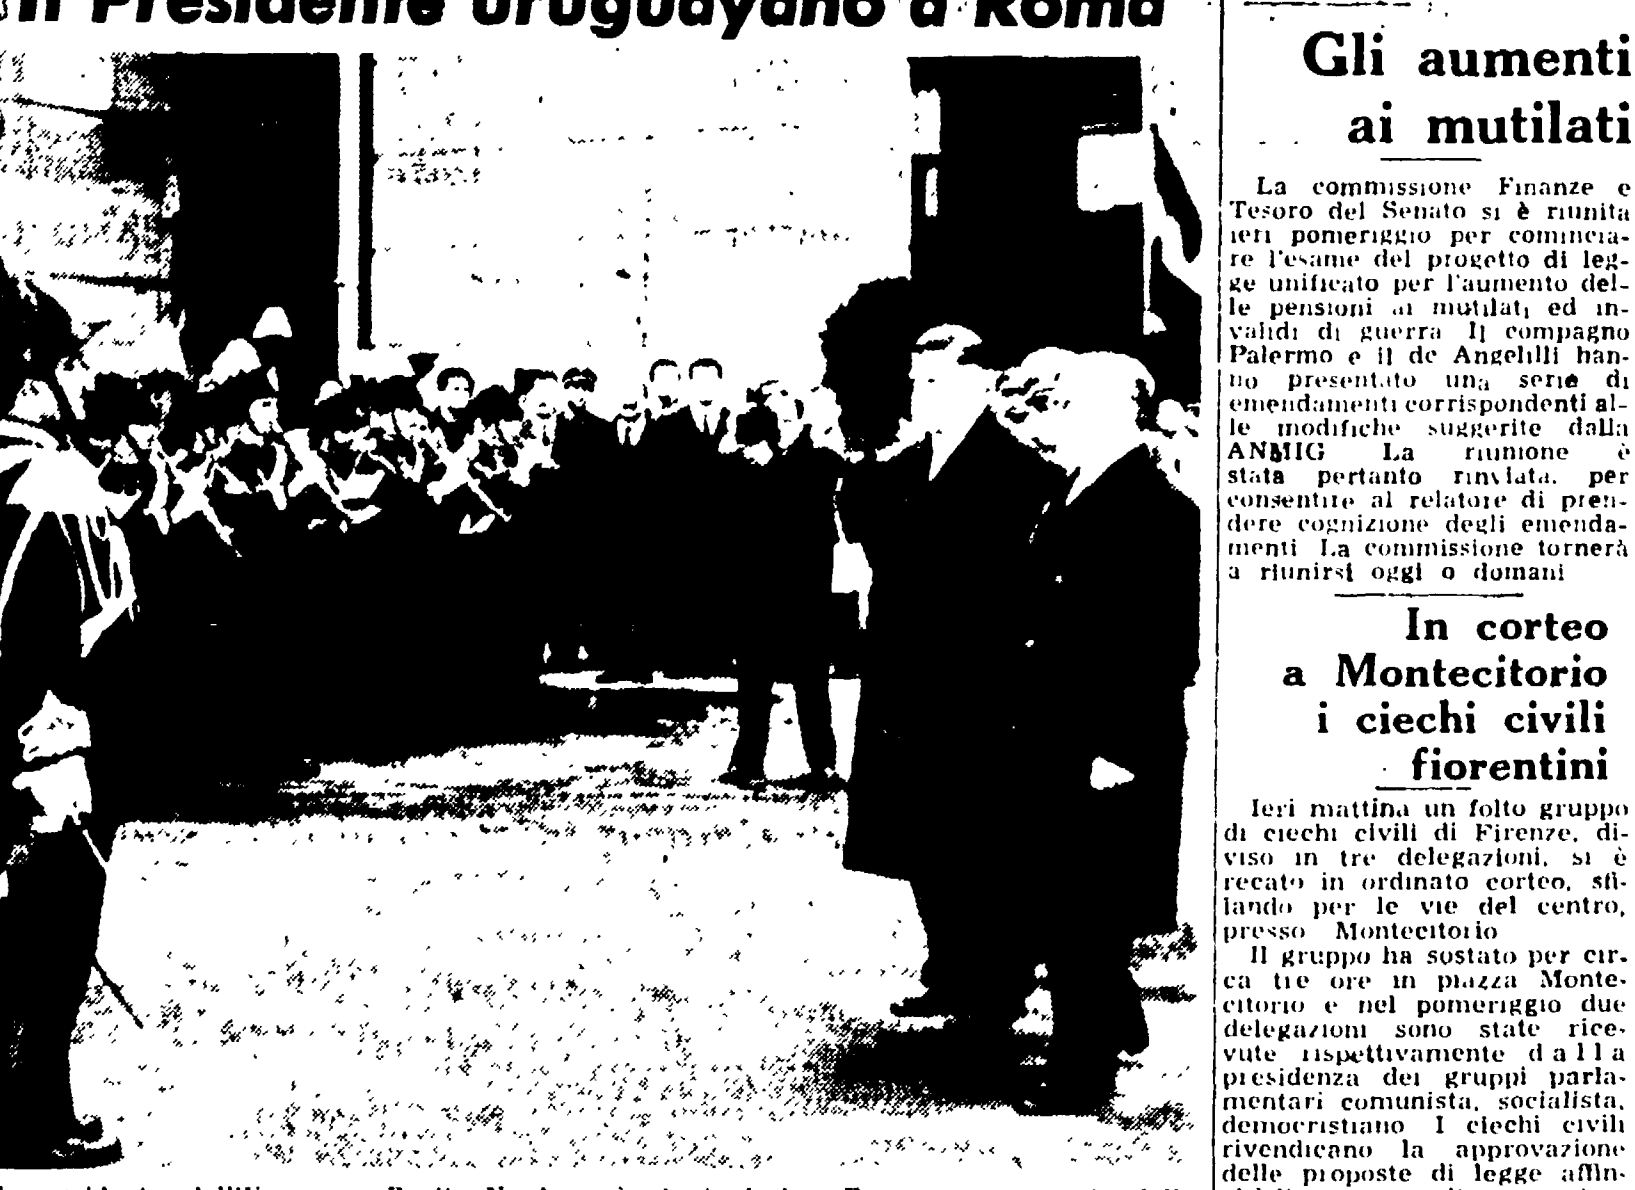 Il Presidente uruguayano a Roma
Gli aumenti
ai mutilati
La commissione Finanze e
Tesoro del Senato si è riunita
ieri pomeriggio per comincia-
re l'esame del progetto di leg-
ge unificato per l'aumento del-
le pensioni ai mutilati ed in-
validi di guerra Il compagno
Palermo e il dc Angelilli han-
no presentato una serie di
emendamenti corrispondenti al-
le modifiche suggerite dalla
ANMIG La riunione è
stata pertanto rinviata, per
consentire al relatore di pren-
dere cognizione degli emenda-
menti La commissione tornerà
a riunirsi oggi o domani
In corteo
a Montecitorio
i ciechi civili
fiorentini
Ieri mattina un folto gruppo
di ciechi civili di Firenze, di-
viso in tre delegazioni, si è
recato in ordinato corteo, sfi-
lando per le vie del centro,
presso Montecitorio
Il gruppo ha sostato per cir-
ca tre ore in piazza Monte-
citorio e nel pomeriggio due
delegazioni sono state rice-
vute rispettivamente dalla
presidenza dei gruppi parla-
mentari comunista, socialista,
democristiano I ciechi civili
rivendicano la approvazione
delle proposte di legge affin-